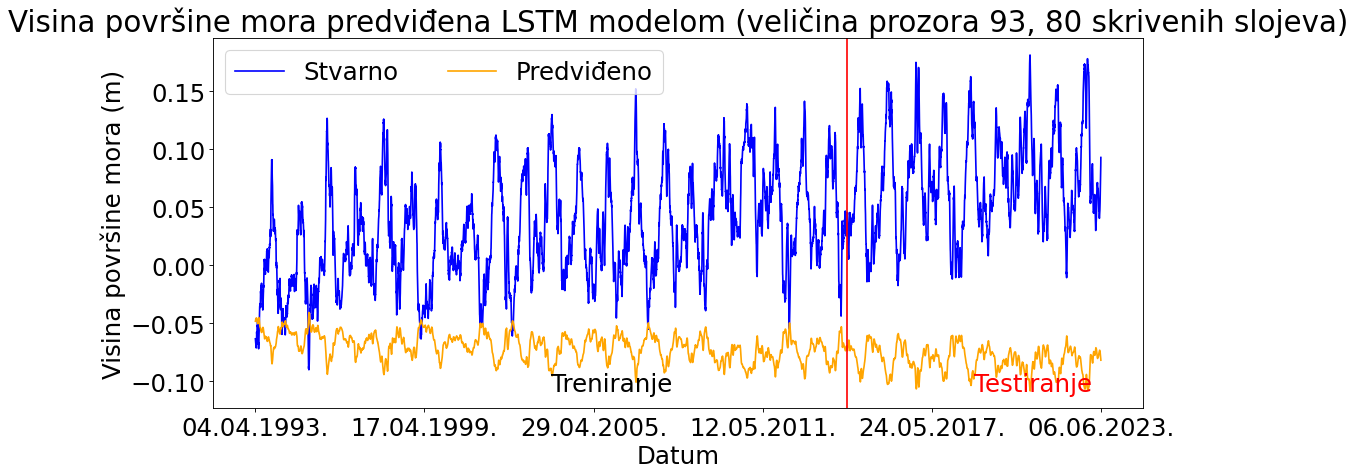 Visina površine mora predviđena LSTM modelom (veličina prozora 93, 80 skrivenih slojeva)
Stvarno
Predviđeno
Visina površine mora (m)
0.15
0.10
0.05
0.00
−0.05
−0.10
Treniranje
Testiranje
04.04.1993.
17.04.1999.
29.04.2005.
12.05.2011.
24.05.2017.
06.06.2023.
Datum